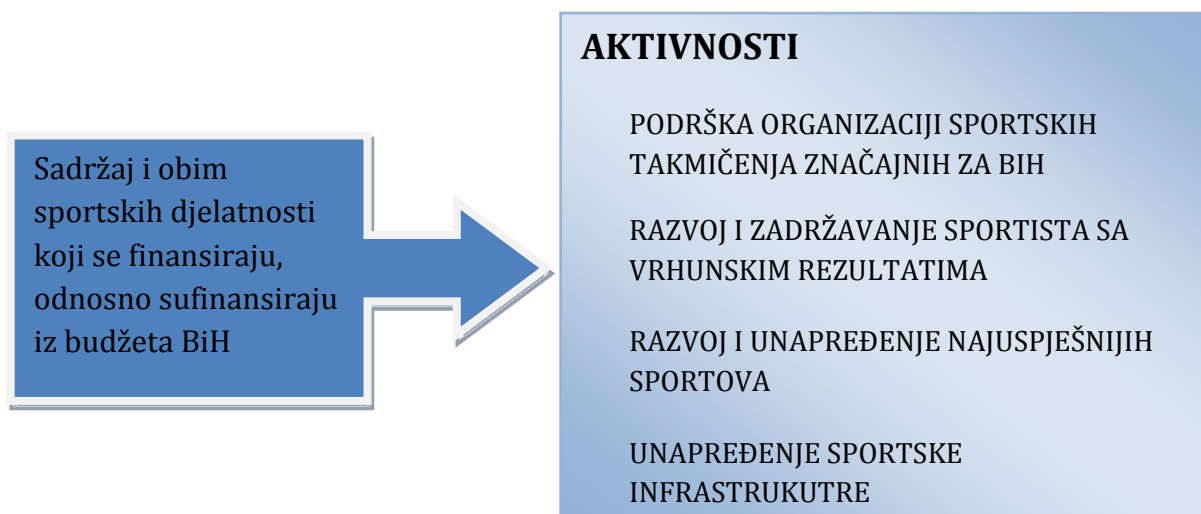 Sadržaj i obim
sportskih djelatnosti
koji se finansiraju,
odnosno sufinansiraju
iz budžeta BiH
AKTIVNOSTI
PODRŠKA ORGANIZACIJI SPORTSKIH
TAKMIČENJA ZNAČAJNIH ZA BIH
RAZVOJ I ZADRŽAVANJE SPORTISTA SA
VRHUNSKIM REZULTATIMA
RAZVOJ I UNAPREĐENJE NAJUSPJEŠNIJIH
SPORTOVA
UNAPREĐENJE SPORTSKE
INFRASTRUKUTRE